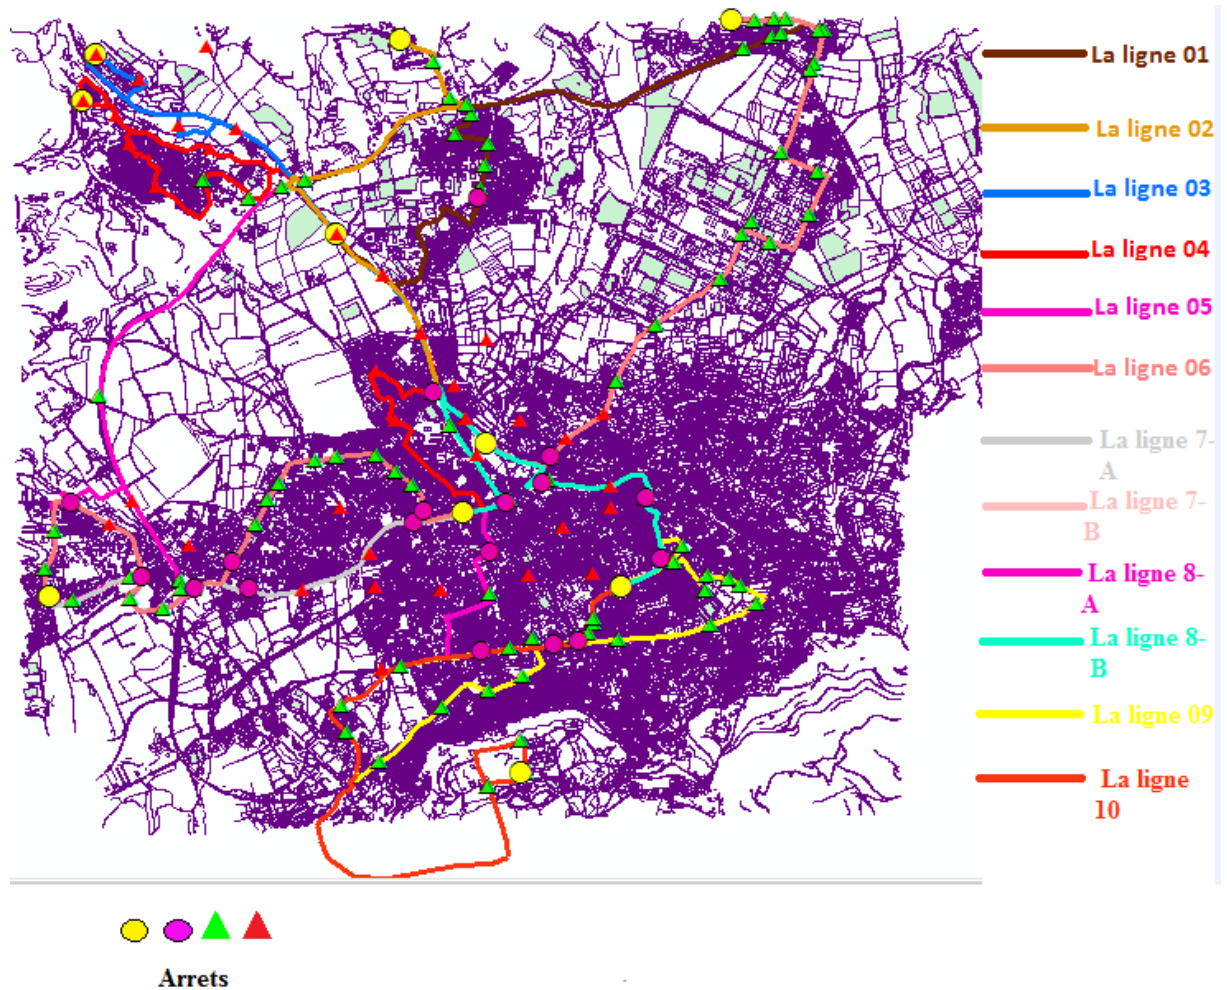 La ligne 01
La ligne 02
La ligne 03
La ligne 04
La ligne 05
La ligne 06
La ligne 7-
A
La ligne 7-
B
La ligne 8-
A
La ligne 8-
B
La ligne 09
La ligne
10
Arrets